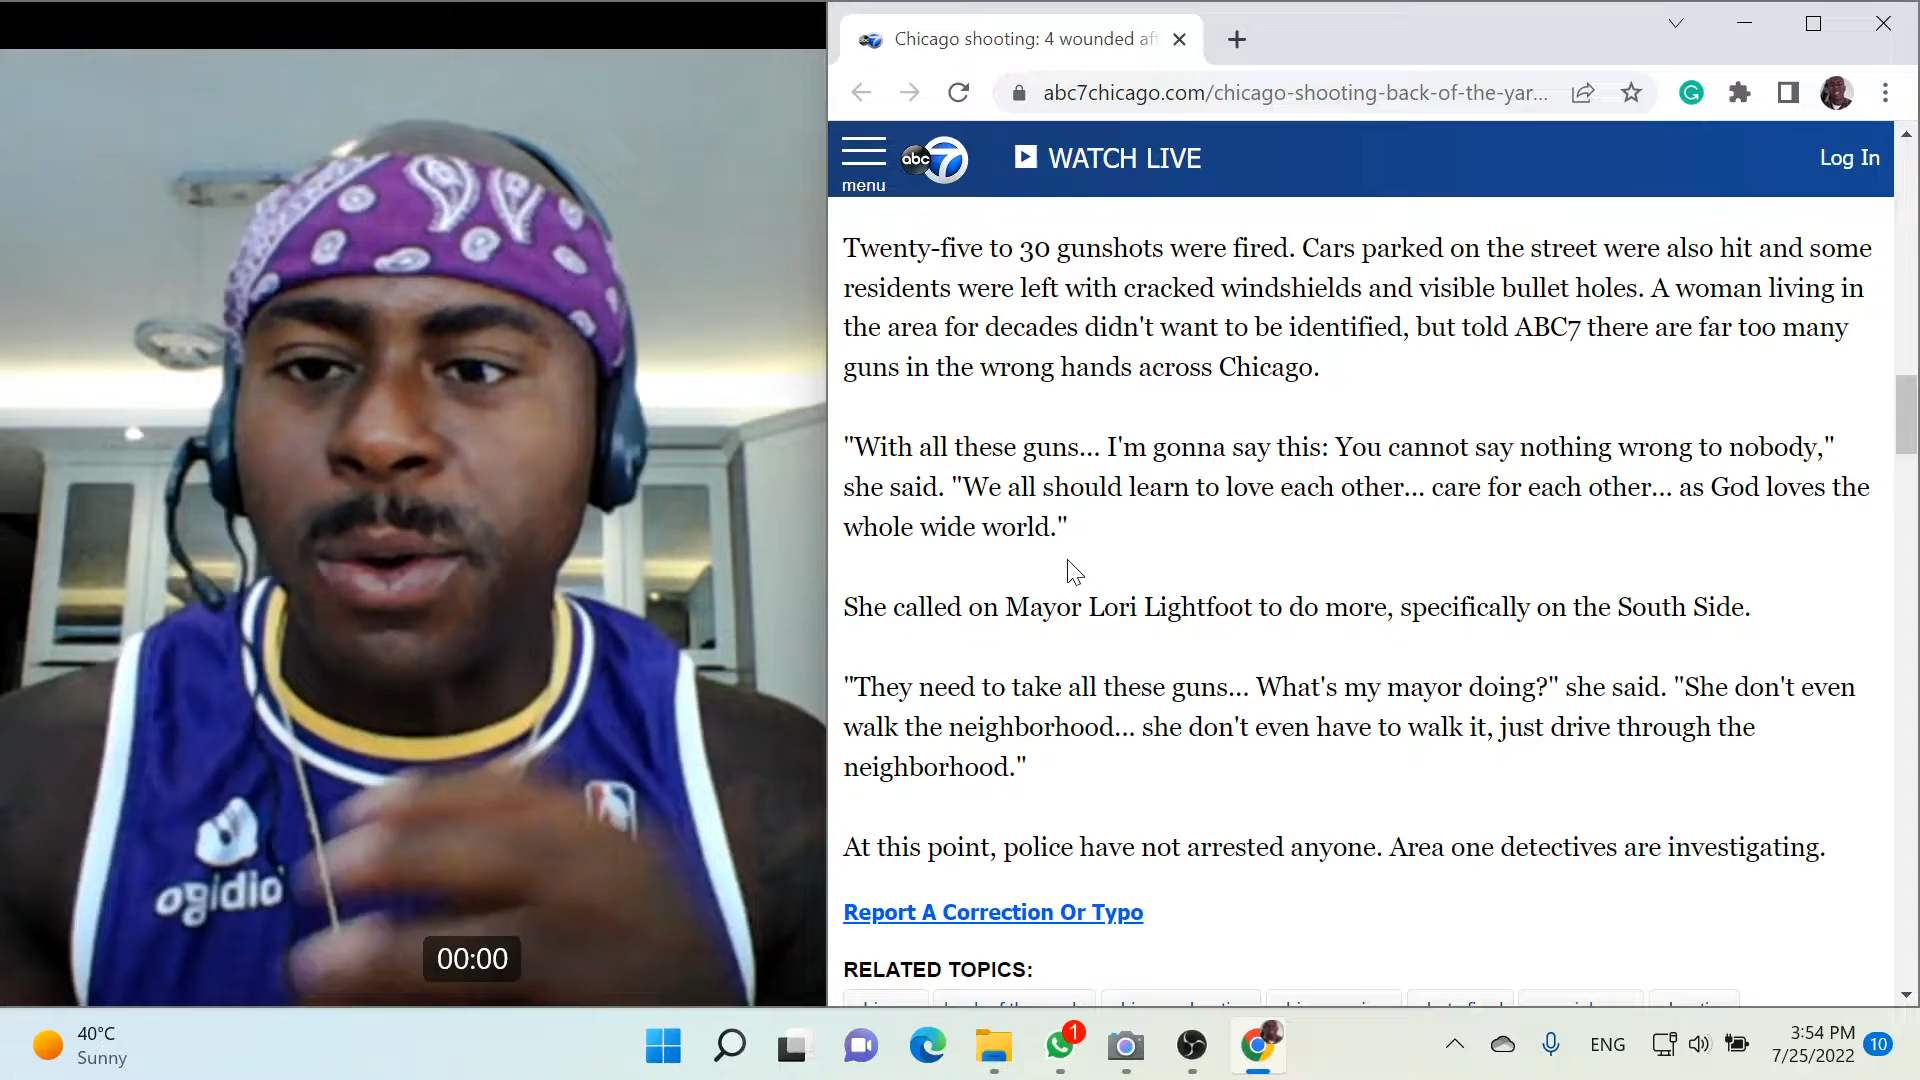 Chicago shooting: 4 wounded aft
abc7chicago.com/chicago-shooting-back-of-the-yar...
menu
abc 7
WATCH LIVE
Log In
Twenty-five to 30 gunshots were fired. Cars parked on the street were also hit and some
residents were left with cracked windshields and visible bullet holes. A woman living in
the area for decades didn't want to be identified, but told ABC7 there are far too many
guns in the wrong hands across Chicago.
"With all these guns... I'm gonna say this: You cannot say nothing wrong to nobody,"
she said. "We all should learn to love each other... care for each other... as God loves the
whole wide world."
She called on Mayor Lori Lightfoot to do more, specifically on the South Side.
"They need to take all these guns... What's my mayor doing?" she said. "She don't even
walk the neighborhood... she don't even have to walk it, just drive through the
neighborhood."
At this point, police have not arrested anyone. Area one detectives are investigating.
Report A Correction Or Typo
RELATED TOPICS:
ogidio
00:00
40°C
Sunny
1
ENG
3:54 PM
7/25/2022
10